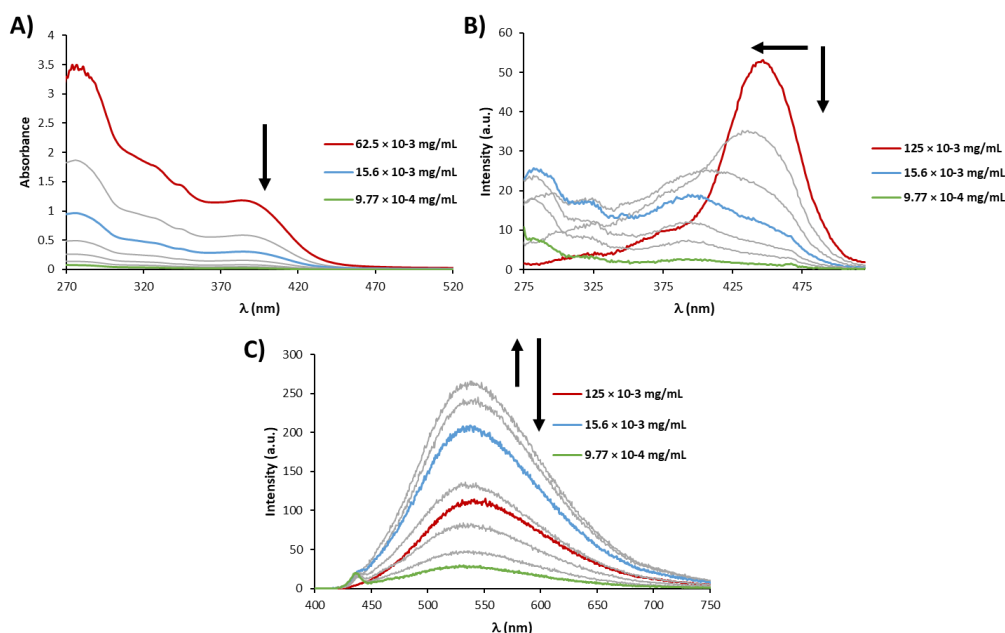 A)
4
3.5
3
2.5
2
1.5
1
0.5
0
Absorbance
270 320 370 420 470 520
λ (nm)
62.5 × 10-3 mg/mL
15.6 × 10-3 mg/mL
9.77 × 10-4 mg/mL
B)
60
50
40
30
20
10
0
Intensity (a.u.)
275 325 375 425 475
λ (nm)
125 × 10-3 mg/mL
15.6 × 10-3 mg/mL
9.77 × 10-4 mg/mL
C)
300
250
200
150
100
50
0
Intensity (a.u.)
400 450 500 550 600 650 700 750
λ (nm)
125 × 10-3 mg/mL
15.6 × 10-3 mg/mL
9.77 × 10-4 mg/mL